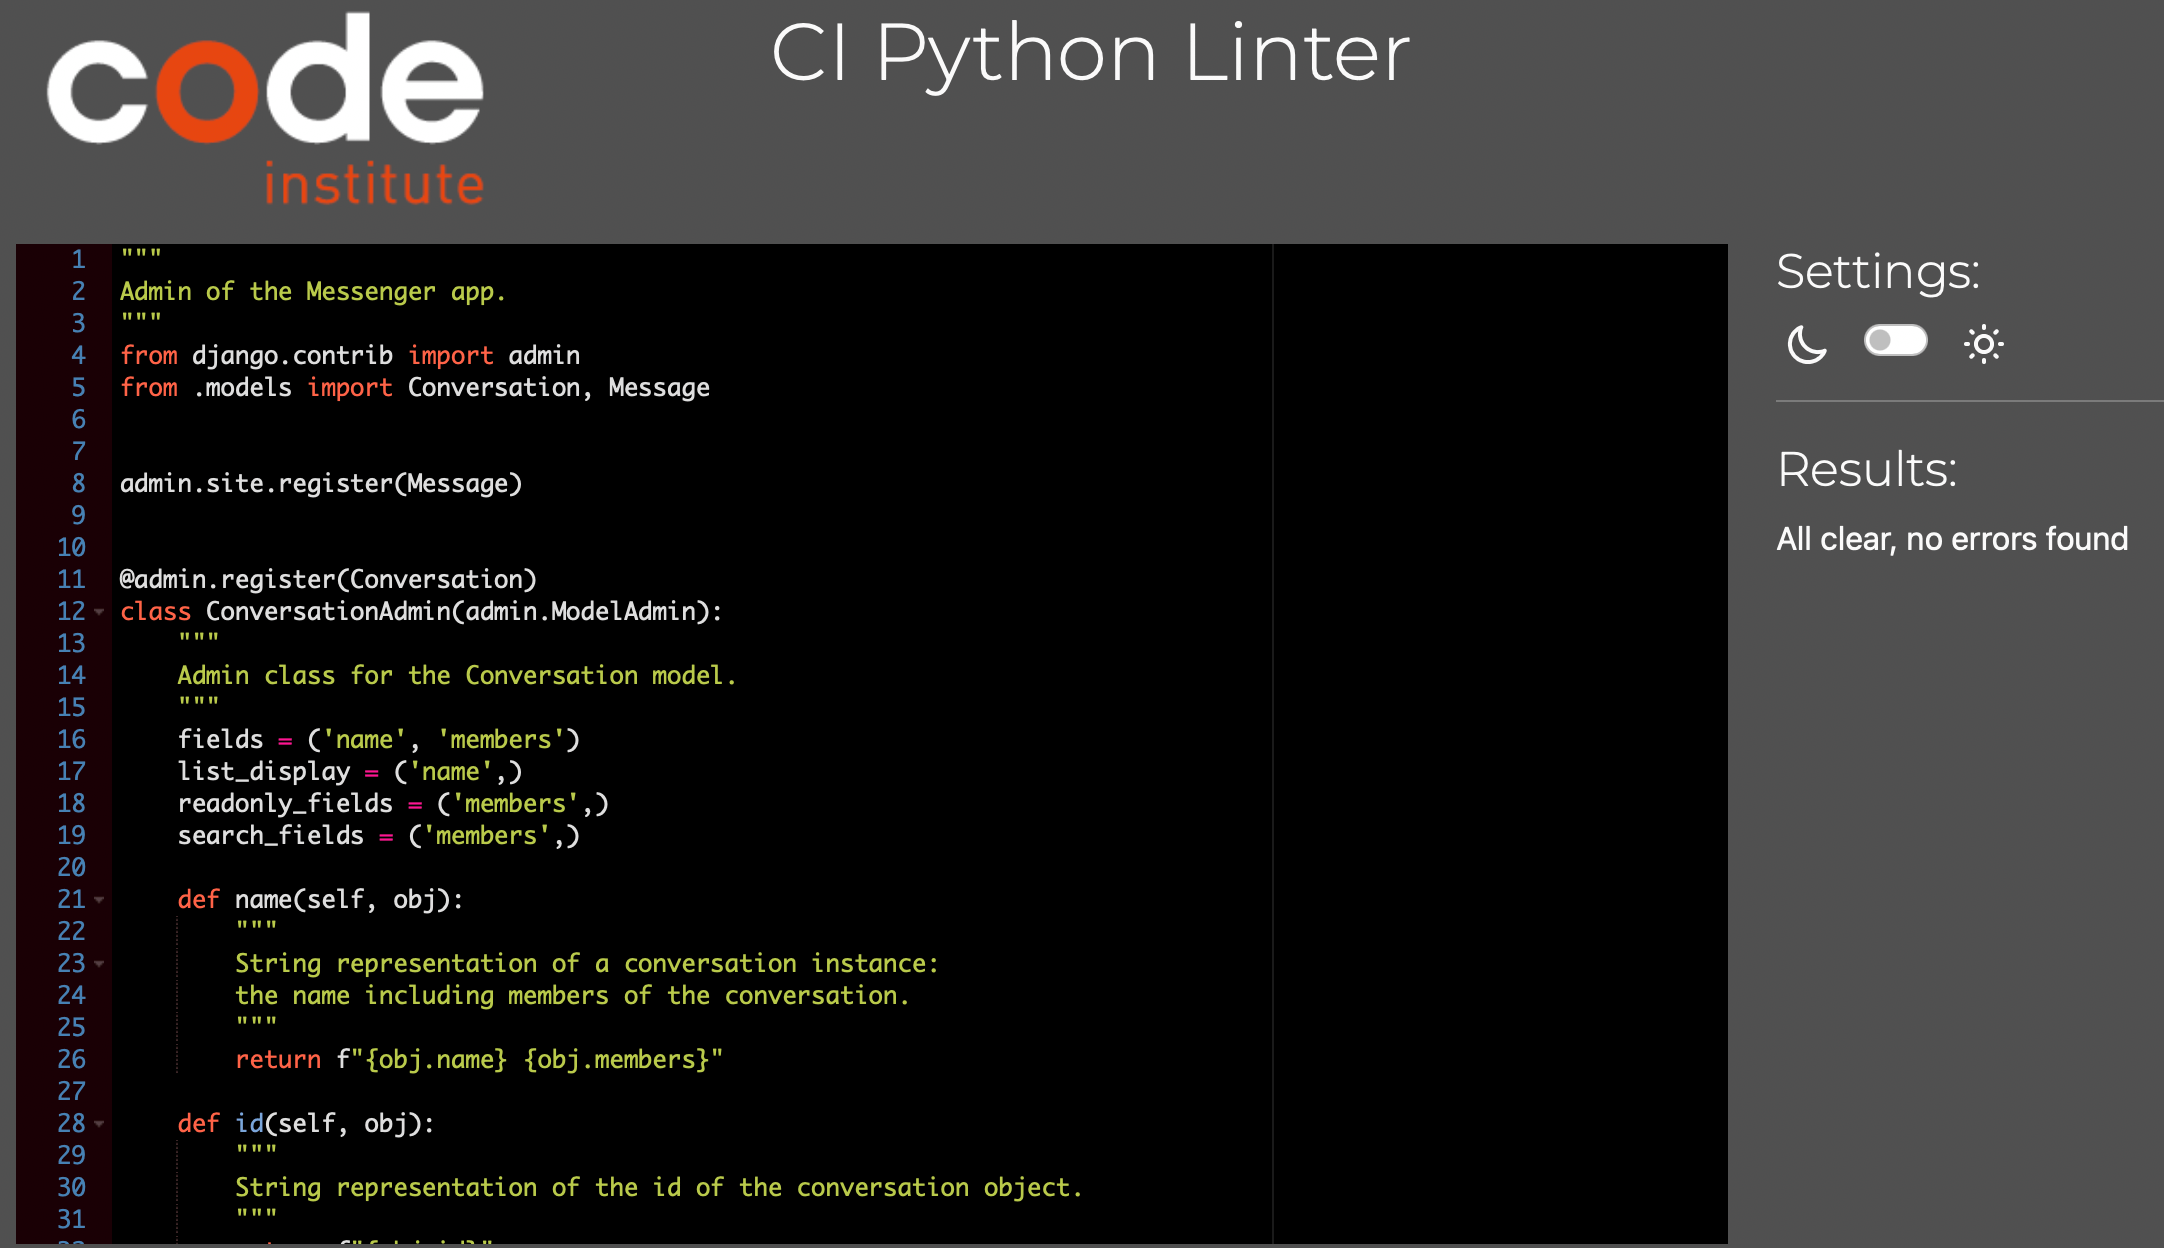 code
institute
CI Python Linter
1 """
2 Admin of the Messenger app.
3 """
4 from django.contrib import admin
5 from .models import Conversation, Message
6
7
8 admin.site.register(Message)
9
10
11 @admin.register(Conversation)
12 class ConversationAdmin(admin.ModelAdmin):
13     """
14     Admin class for the Conversation model.
15     """
16     fields = ('name', 'members')
17     list_display = ('name',)
18     readonly_fields = ('members',)
19     search_fields = ('members',)
20
21     def name(self, obj):
22         """
23         String representation of a conversation instance:
24         the name including members of the conversation.
25         """
26         return f"{obj.name} {obj.members}"
27
28     def id(self, obj):
29         """
30         String representation of the id of the conversation object.
31         """
Settings:
Results:
All clear, no errors found